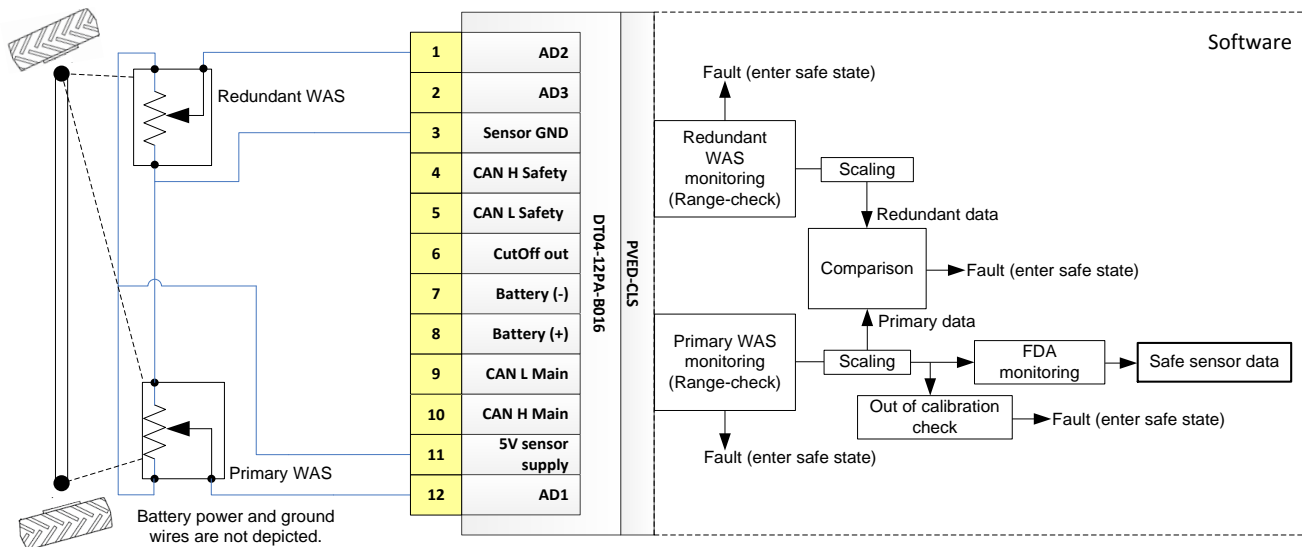 Redundant WAS
Primary WAS
Battery power and ground
wires are not depicted.
1 AD2
2 AD3
3 Sensor GND
4 CAN H Safety
5 CAN L Safety
6 CutOff out
7 Battery (-)
8 Battery (+)
9 CAN L Main
10 CAN H Main
11 5V sensor
supply
12 AD1
DT04-12PA-B016
PVED-CLS
Software
Fault (enter safe state)
Redundant
WAS
monitoring
(Range-check)
Scaling
Redundant data
Comparison
Fault (enter safe state)
Primary data
Primary WAS
monitoring
(Range-check)
Scaling
FDA
monitoring
Safe sensor data
Out of calibration
check
Fault (enter safe state)
Fault (enter safe state)